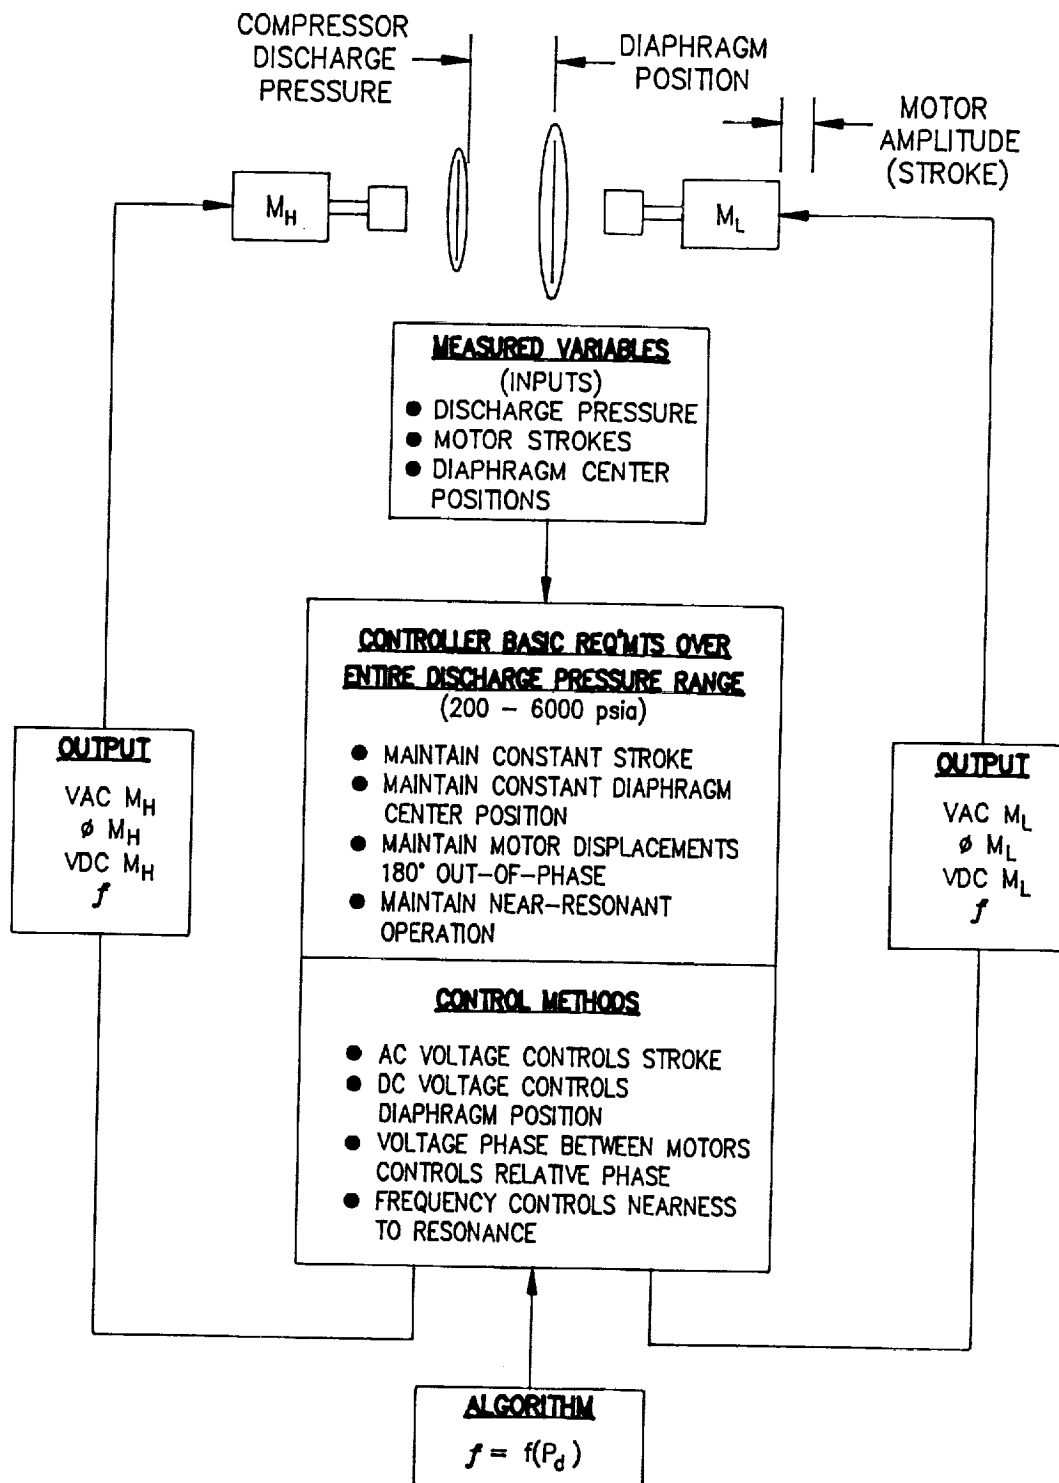 COMPRESSOR
DISCHARGE
PRESSURE
DIAPHRAGM
POSITION
MOTOR
AMPLITUDE
(STROKE)
M_H
M_L
MEASURED VARIABLES
(INPUTS)
● DISCHARGE PRESSURE
● MOTOR STROKES
● DIAPHRAGM CENTER
POSITIONS
CONTROLLER BASIC REQ'MTS OVER
ENTIRE DISCHARGE PRESSURE RANGE
(200 – 6000 psia)
● MAINTAIN CONSTANT STROKE
● MAINTAIN CONSTANT DIAPHRAGM
CENTER POSITION
● MAINTAIN MOTOR DISPLACEMENTS
180° OUT-OF-PHASE
● MAINTAIN NEAR-RESONANT
OPERATION
OUTPUT
VAC M_H
ø M_H
VDC M_H
f
OUTPUT
VAC M_L
ø M_L
VDC M_L
f
CONTROL METHODS
● AC VOLTAGE CONTROLS STROKE
● DC VOLTAGE CONTROLS
DIAPHRAGM POSITION
● VOLTAGE PHASE BETWEEN MOTORS
CONTROLS RELATIVE PHASE
● FREQUENCY CONTROLS NEARNESS
TO RESONANCE
ALGORITHM
f = f(P_d)